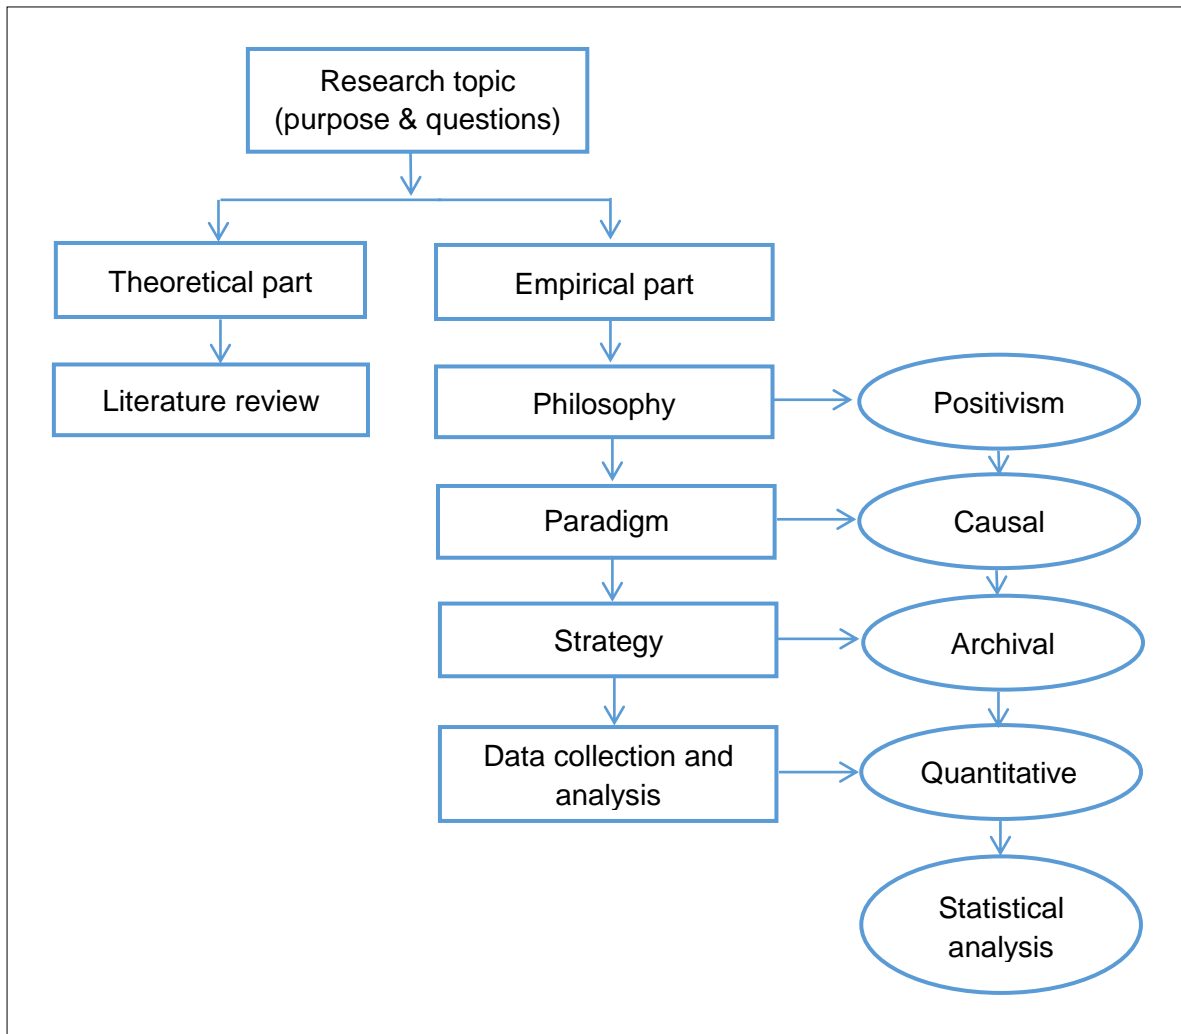 Research topic
(purpose & questions)
Theoretical part
Empirical part
Literature review
Philosophy
Positivism
Paradigm
Causal
Strategy
Archival
Data collection and
analysis
Quantitative
Statistical
analysis